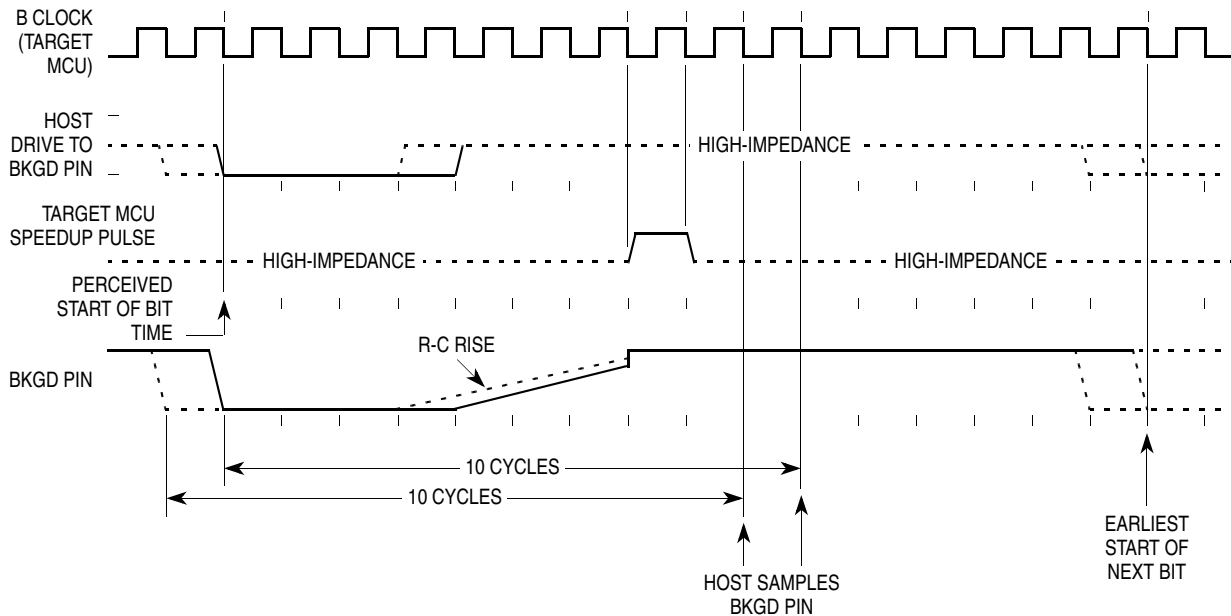 B CLOCK
(TARGET
MCU)
HOST
DRIVE TO
BKGD PIN
HIGH-IMPEDANCE
TARGET MCU
SPEEDUP PULSE
HIGH-IMPEDANCE
HIGH-IMPEDANCE
PERCEIVED
START OF BIT
TIME
R-C RISE
BKGD PIN
10 CYCLES
10 CYCLES
HOST SAMPLES
BKGD PIN
EARLIEST
START OF
NEXT BIT